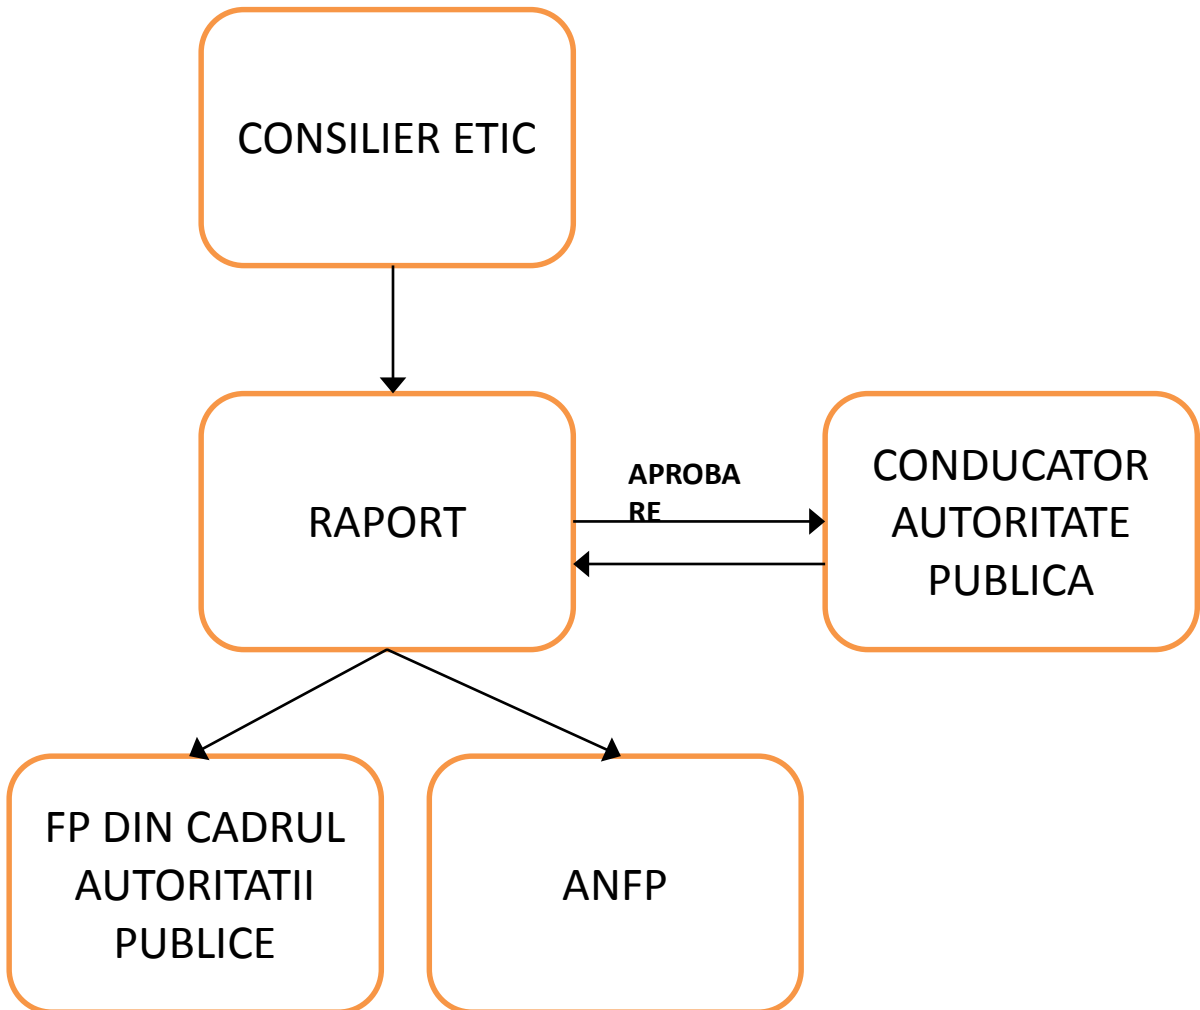 CONSILIER ETIC
RAPORT
APROBA
RE
CONDUCATOR
AUTORITATE
PUBLICA
FP DIN CADRUL
AUTORITATII
PUBLICE
ANFP